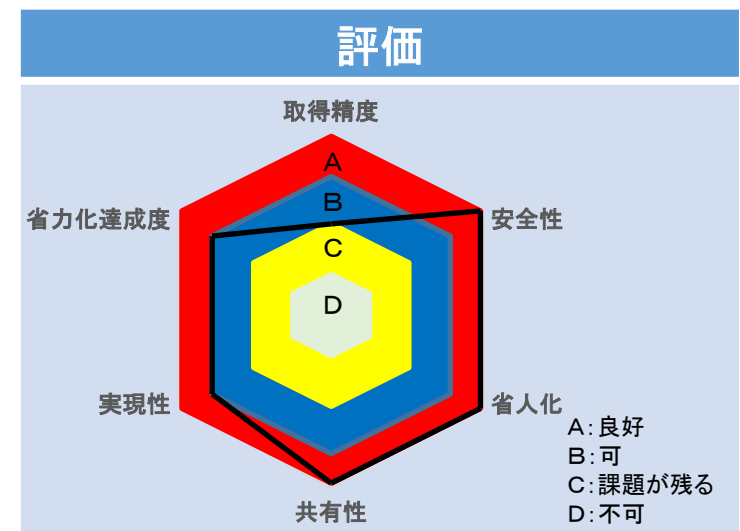 評価
取得精度
A
B
C
D
省力化達成度
安全性
実現性
省人化
共有性
A:良好
B:可
C:課題が残る
D:不可